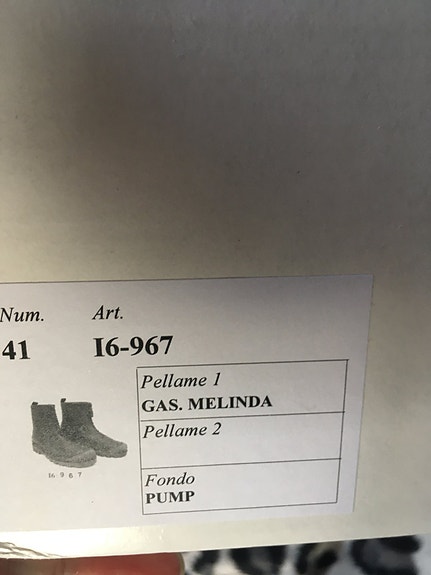 Num. Art.
41 I6-967
Pellame 1
GAS. MELINDA
Pellame 2
Fondo
PUMP
I6 9 6 7